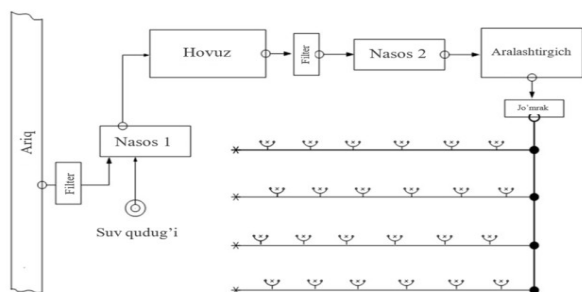 Hovuz
Filter
Nasos 2
Aralashtirgich
Jo'mrak
Ariq
Filter
Nasos 1
Suv qudug'i